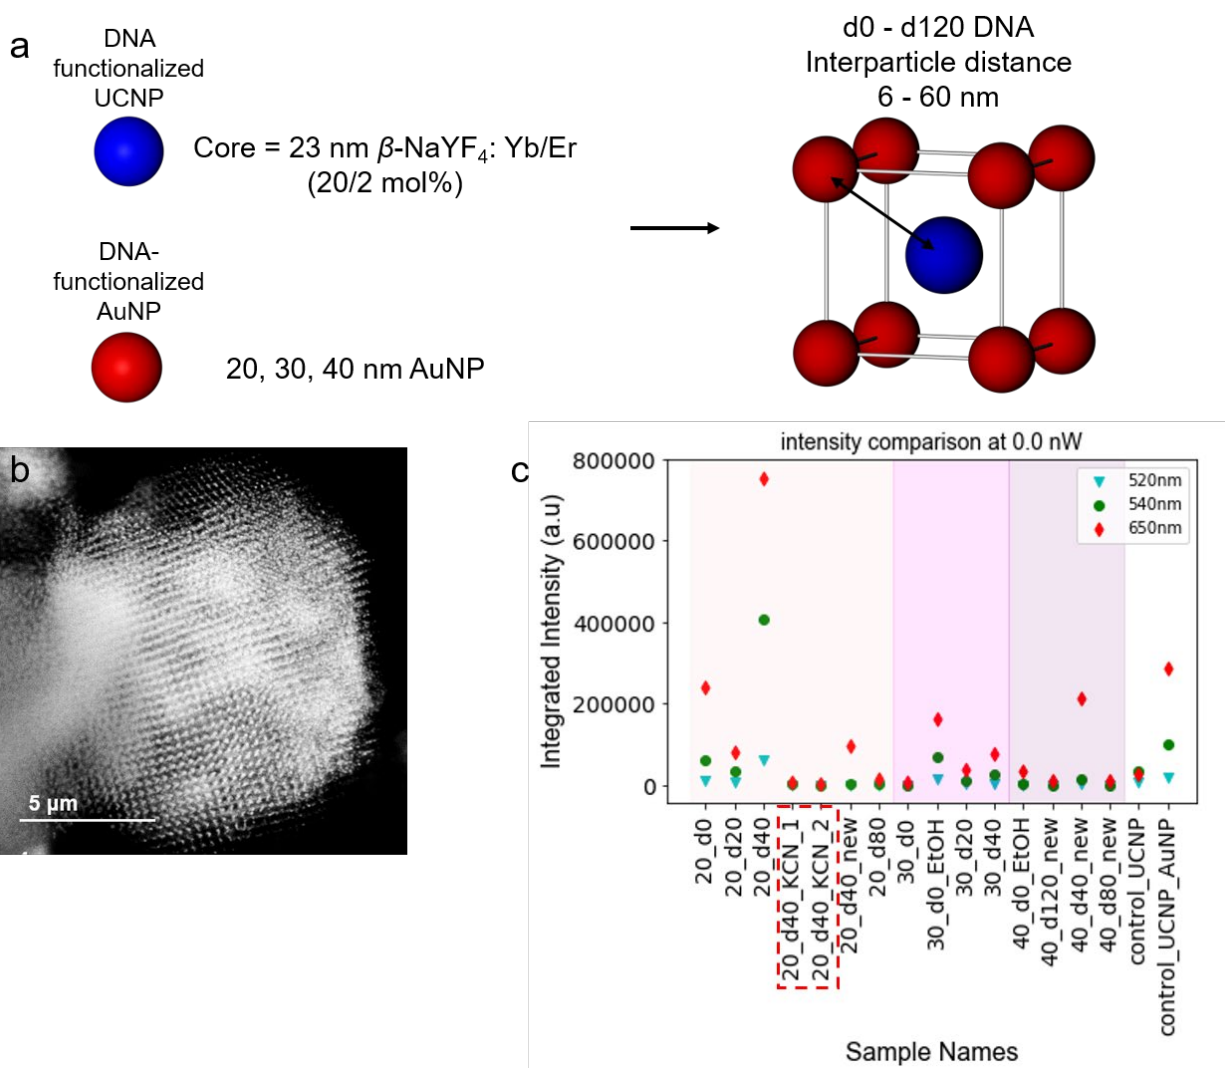 a
DNA
functionalized
UCNP
Core = 23 nm β-NaYF₄: Yb/Er
(20/2 mol%)
DNA-
functionalized
AuNP
20, 30, 40 nm AuNP
d0 - d120 DNA
Interparticle distance
6 - 60 nm
b
5 µm
c
intensity comparison at 0.0 nW
Integrated Intensity (a.u)
800000
600000
400000
200000
0
520nm
540nm
650nm
20_d0
20_d20
20_d40
20_d40_KCN_1
20_d40_KCN_2
20_d40_new
20_d80
30_d0
30_d0_EtOH
30_d20
30_d40
40_d0_EtOH
40_d120_new
40_d40_new
40_d80_new
control_UCNP
control_UCNP_AuNP
Sample Names